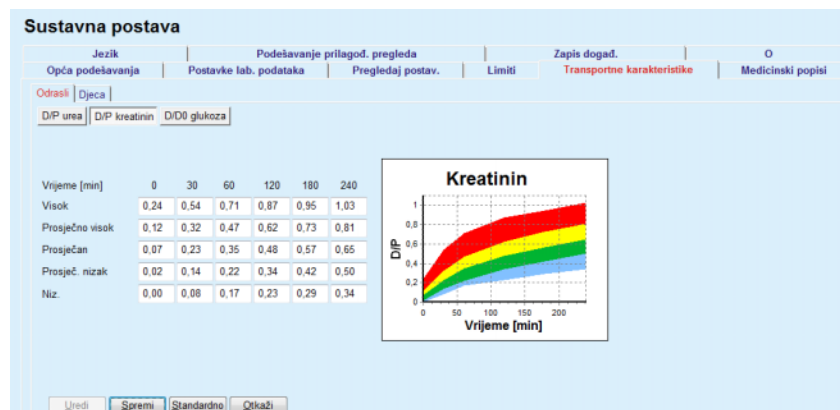 Sustavna postava
Jezik Podešavanje prilagođ. pregleda Zapis događ. O
Opća podešavanja Postavke lab. podataka Pregledaj postav. Limiti Transportne karakteristike Medicinski popisi
Odrasli Djeca
D/P urea D/P kreatinin D/D0 glukoza
Vrijeme [min] 0 30 60 120 180 240
Visok 0,24 0,54 0,71 0,87 0,95 1,03
Prosječno visok 0,12 0,32 0,47 0,62 0,73 0,81
Prosječan 0,07 0,23 0,35 0,48 0,57 0,65
Prosječ. nizak 0,02 0,14 0,22 0,34 0,42 0,50
Niz. 0,00 0,08 0,17 0,23 0,29 0,34
Kreatinin
D/P
1
0,8
0,6
0,4
0,2
0
0 50 100 150 200
Vrijeme [min]
Uredi Spremi Standardno Otkaži